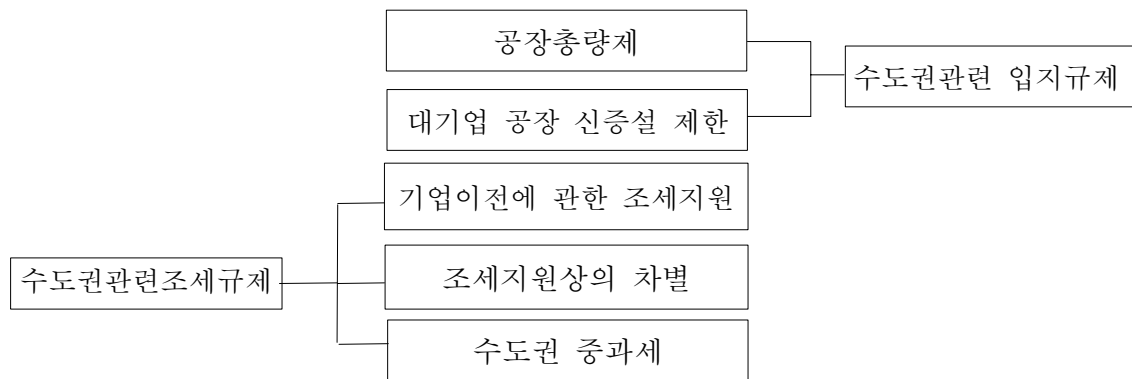 공장총량제
수도권관련 입지규제
대기업 공장 신증설 제한
기업이전에 관한 조세지원
수도권관련조세규제
조세지원상의 차별
수도권 중과세